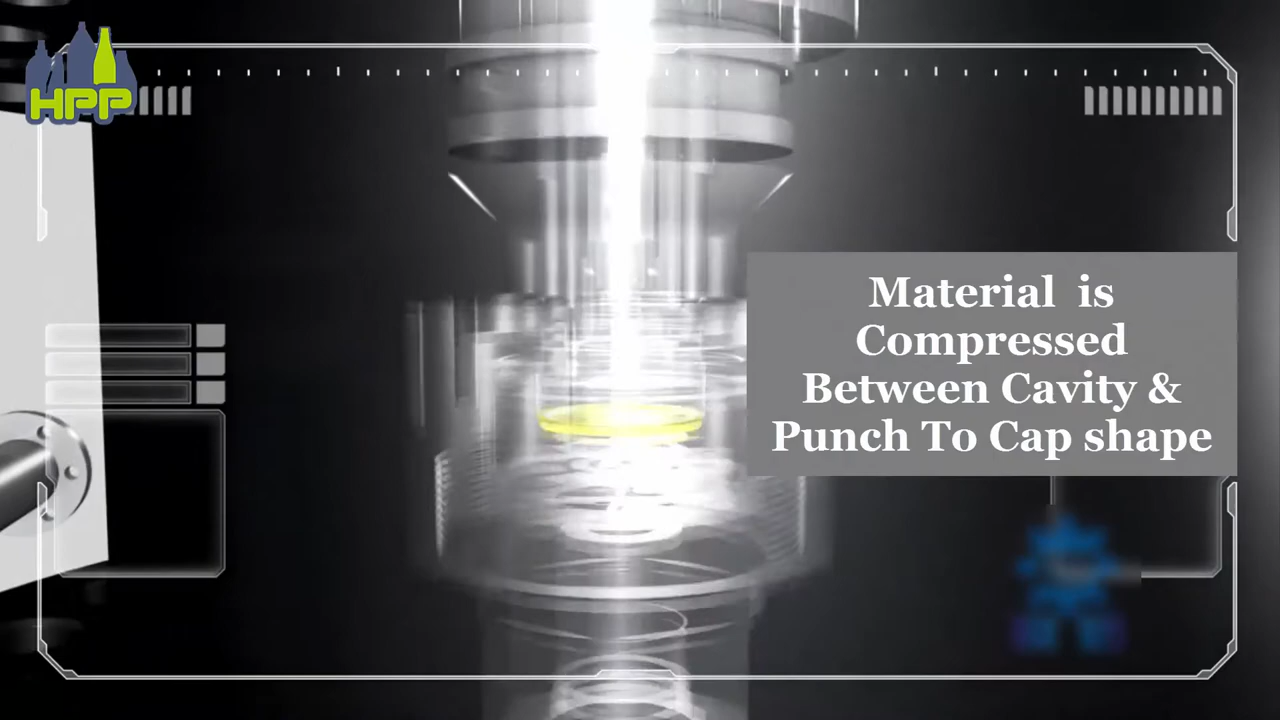 HPP
Material is
Compressed
Between Cavity &
Punch To Cap shape